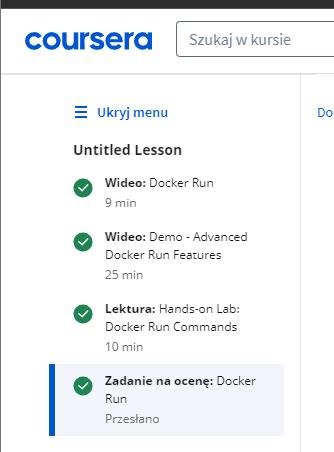 coursera
Szukaj w kursie
Ukryj menu
Do
Untitled Lesson
Wideo: Docker Run
9 min
Wideo: Demo - Advanced
Docker Run Features
25 min
Lektura: Hands-on Lab:
Docker Run Commands
10 min
Zadanie na ocenę: Docker
Run
Przesłano